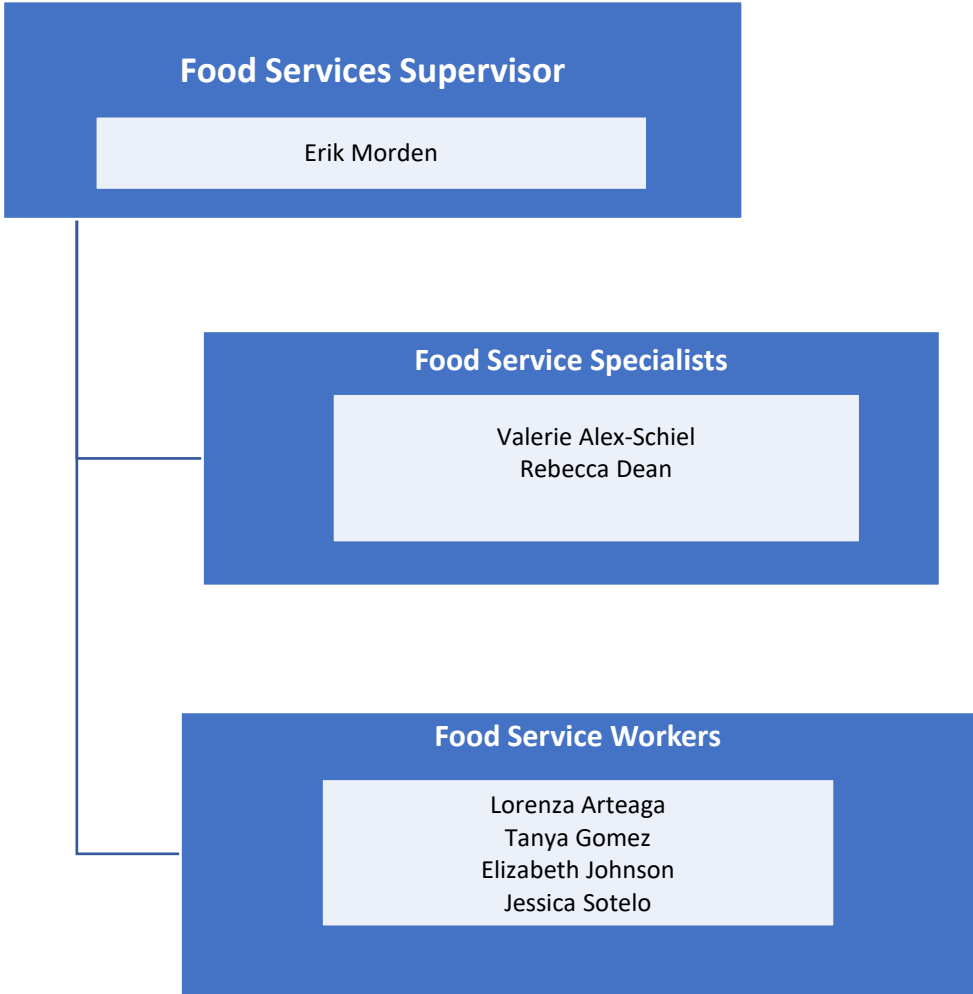 Food Services Supervisor
Erik Morden
Food Service Specialists
Valerie Alex-Schiel
Rebecca Dean
Food Service Workers
Lorenza Arteaga
Tanya Gomez
Elizabeth Johnson
Jessica Sotelo